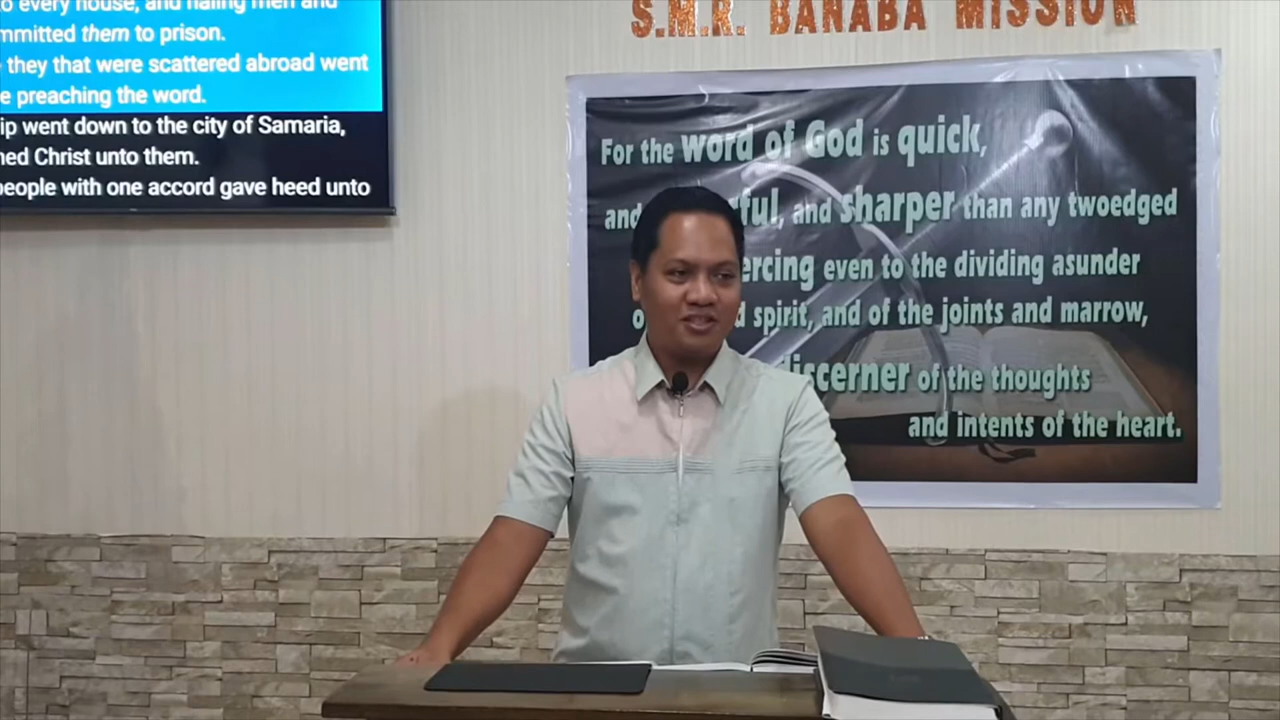 to every house, and haling men and
mmitted them to prison.
they that were scattered abroad went
e preaching the word.
ip went down to the city of Samaria,
hed Christ unto them.
people with one accord gave heed unto
S.M.R. BANABA MISSION
For the word of God is quick,
and ful, and sharper than any twoedged
ercing even to the dividing asunder
o d spirit, and of the joints and marrow,
discerner of the thoughts
and intents of the heart.